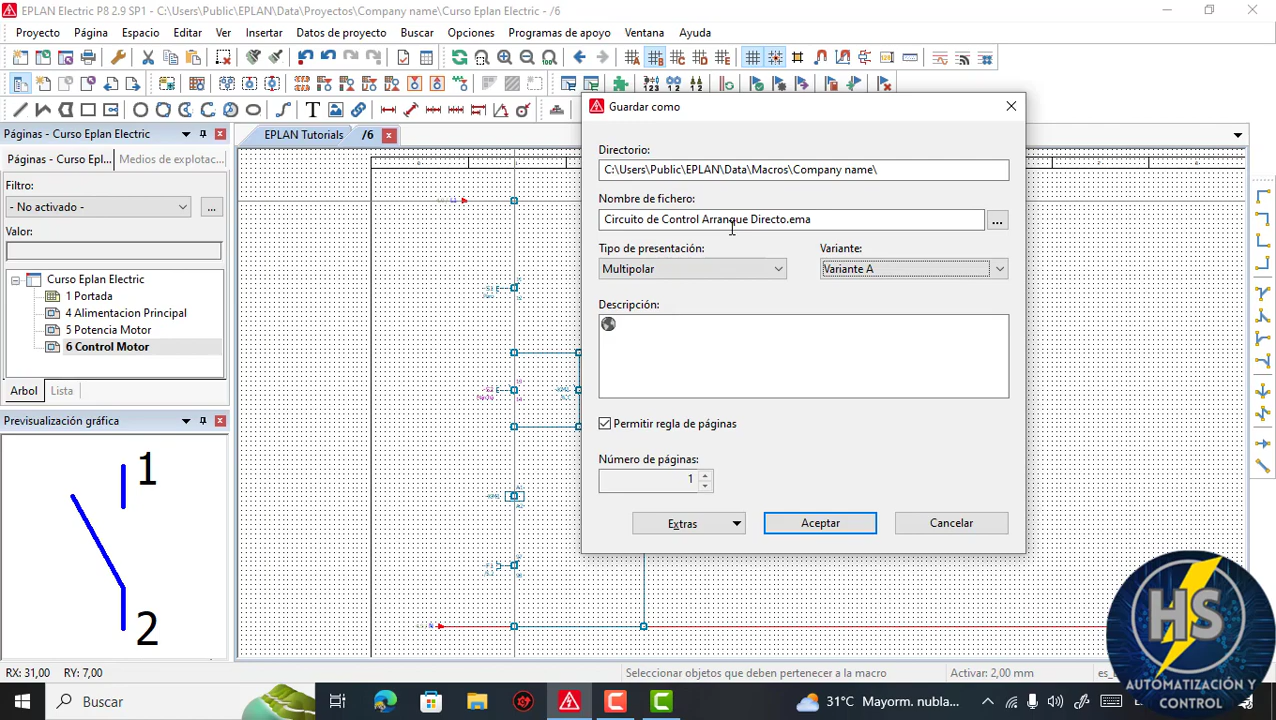 EPLAN Electric P8 2.9 SP1 - C:\Users\Public\EPLAN\Data\Proyectos\Company name\Curso Eplan Electric - /6
Proyecto Página Espacio Editar Ver Insertar Datos de proyecto Buscar Opciones Programas de apoyo Ventana Ayuda
Páginas - Curso Eplan Electric
EPLAN Tutorials /6
Páginas - Curso Epl... Medios de explotac...
Filtro:
- No activado - ...
Valor:
Curso Eplan Electric
1 Portada
4 Alimentacion Principal
5 Potencia Motor
6 Control Motor
Arbol Lista
Previsualización gráfica
1
2
Guardar como
Directorio:
C:\Users\Public\EPLAN\Data\Macros\Company name\
Nombre de fichero:
Circuito de Control Arranque Directo.ema ...
Tipo de presentación: Variante:
Multipolar Variante A
Descripción:
Permitir regla de páginas
Número de páginas:
1
Extras Aceptar Cancelar
HS
AUTOMATIZACIÓN Y
CONTROL
RX: 31,00 RY: 7,00 Seleccionar objetos que deben pertenecer a la macro Activar: 2,00 mm
Buscar 31°C Mayorm. nubla...